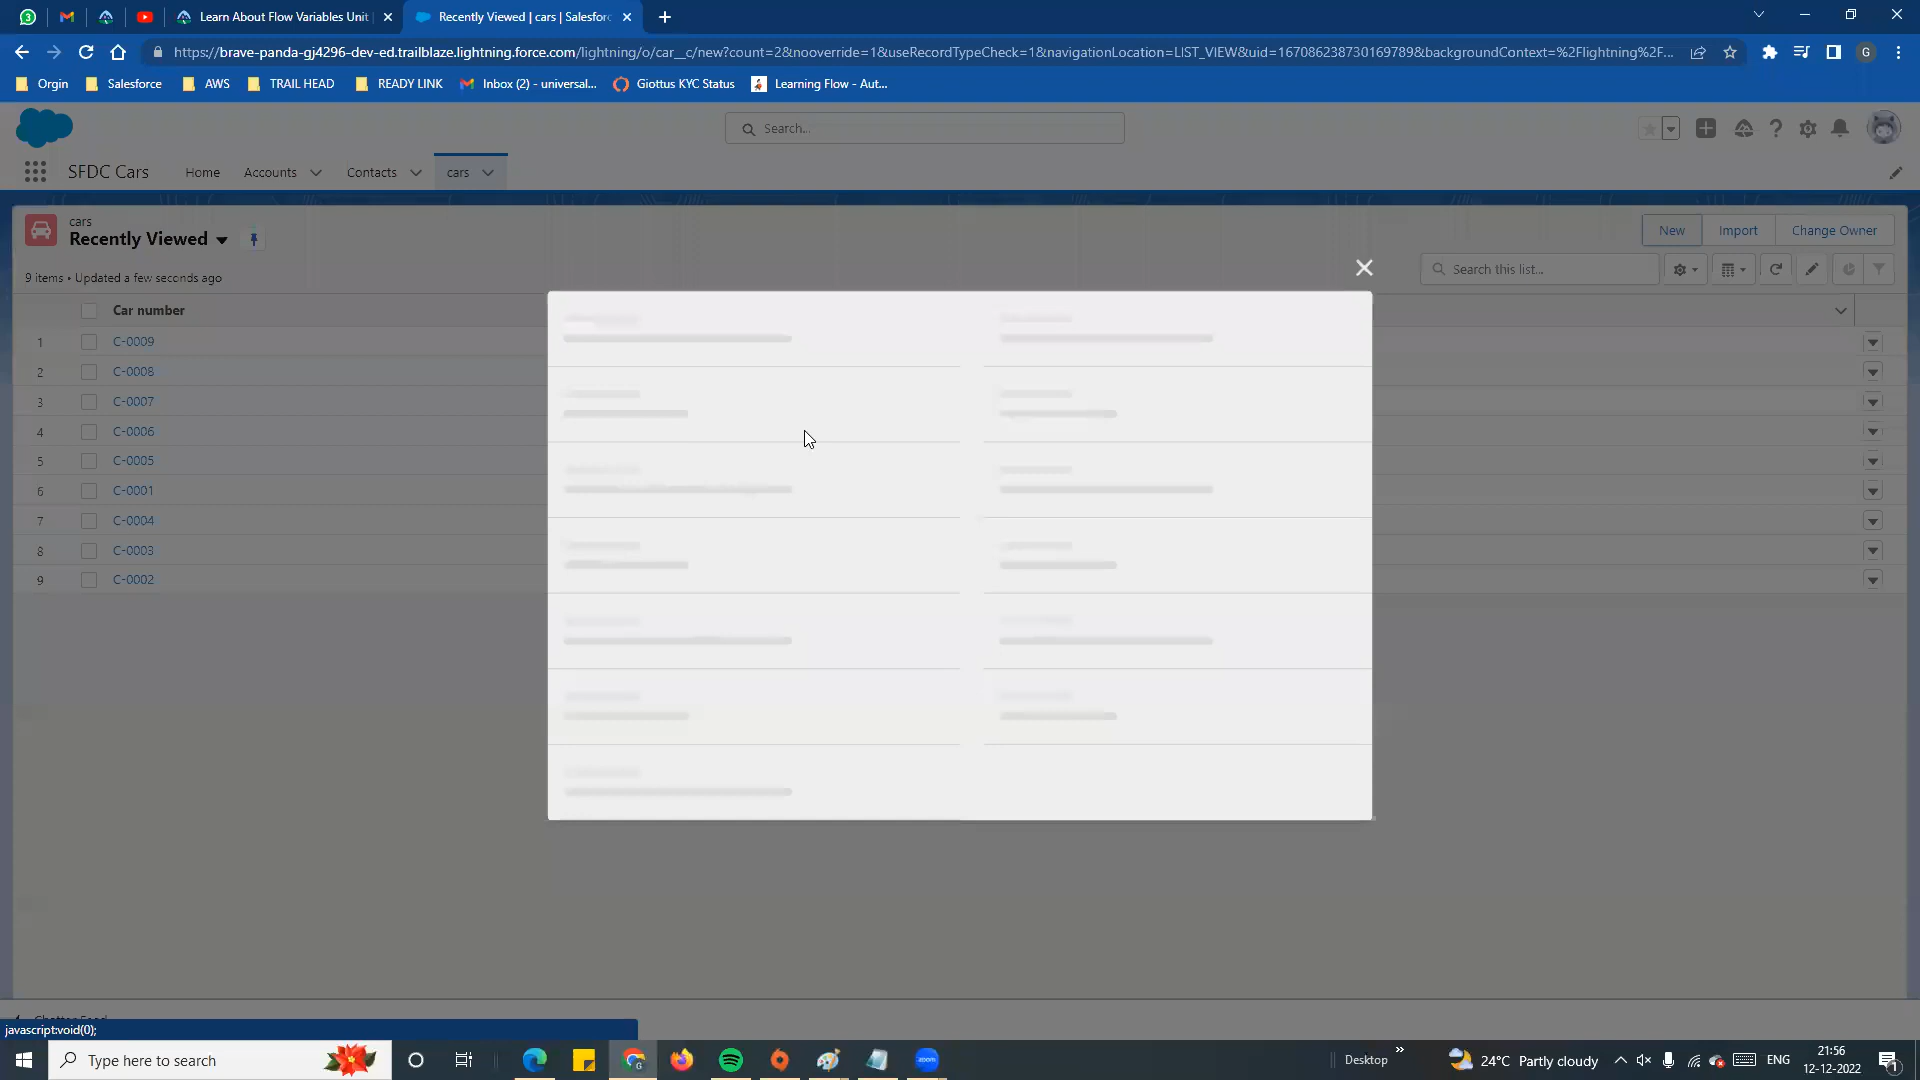 Learn About Flow Variables Unit
Recently Viewed | cars | Salesforc
https://brave-panda-gj4296-dev-ed.trailblaze.lightning.force.com/lightning/o/car__c/new?count=2&nooverride=1&useRecordTypeCheck=1&navigationLocation=LIST_VIEW&uid=167086238730169789&backgroundContext=%2Flightning%2F...
G
Orgin
Salesforce
AWS
TRAIL HEAD
READY LINK
Inbox (2) - universal...
Giottus KYC Status
Learning Flow - Aut...
Search...
SFDC Cars
Home
Accounts
Contacts
cars
cars
Recently Viewed
New
Import
Change Owner
9 items • Updated a few seconds ago
Search this list...
Car number
1 C-0009
2 C-0008
3 C-0007
4 C-0006
5 C-0005
6 C-0001
7 C-0004
8 C-0003
9 C-0002
javascript:void(0);
Type here to search
zoom
Desktop
24°C Partly cloudy
ENG
21:56
12-12-2022
1